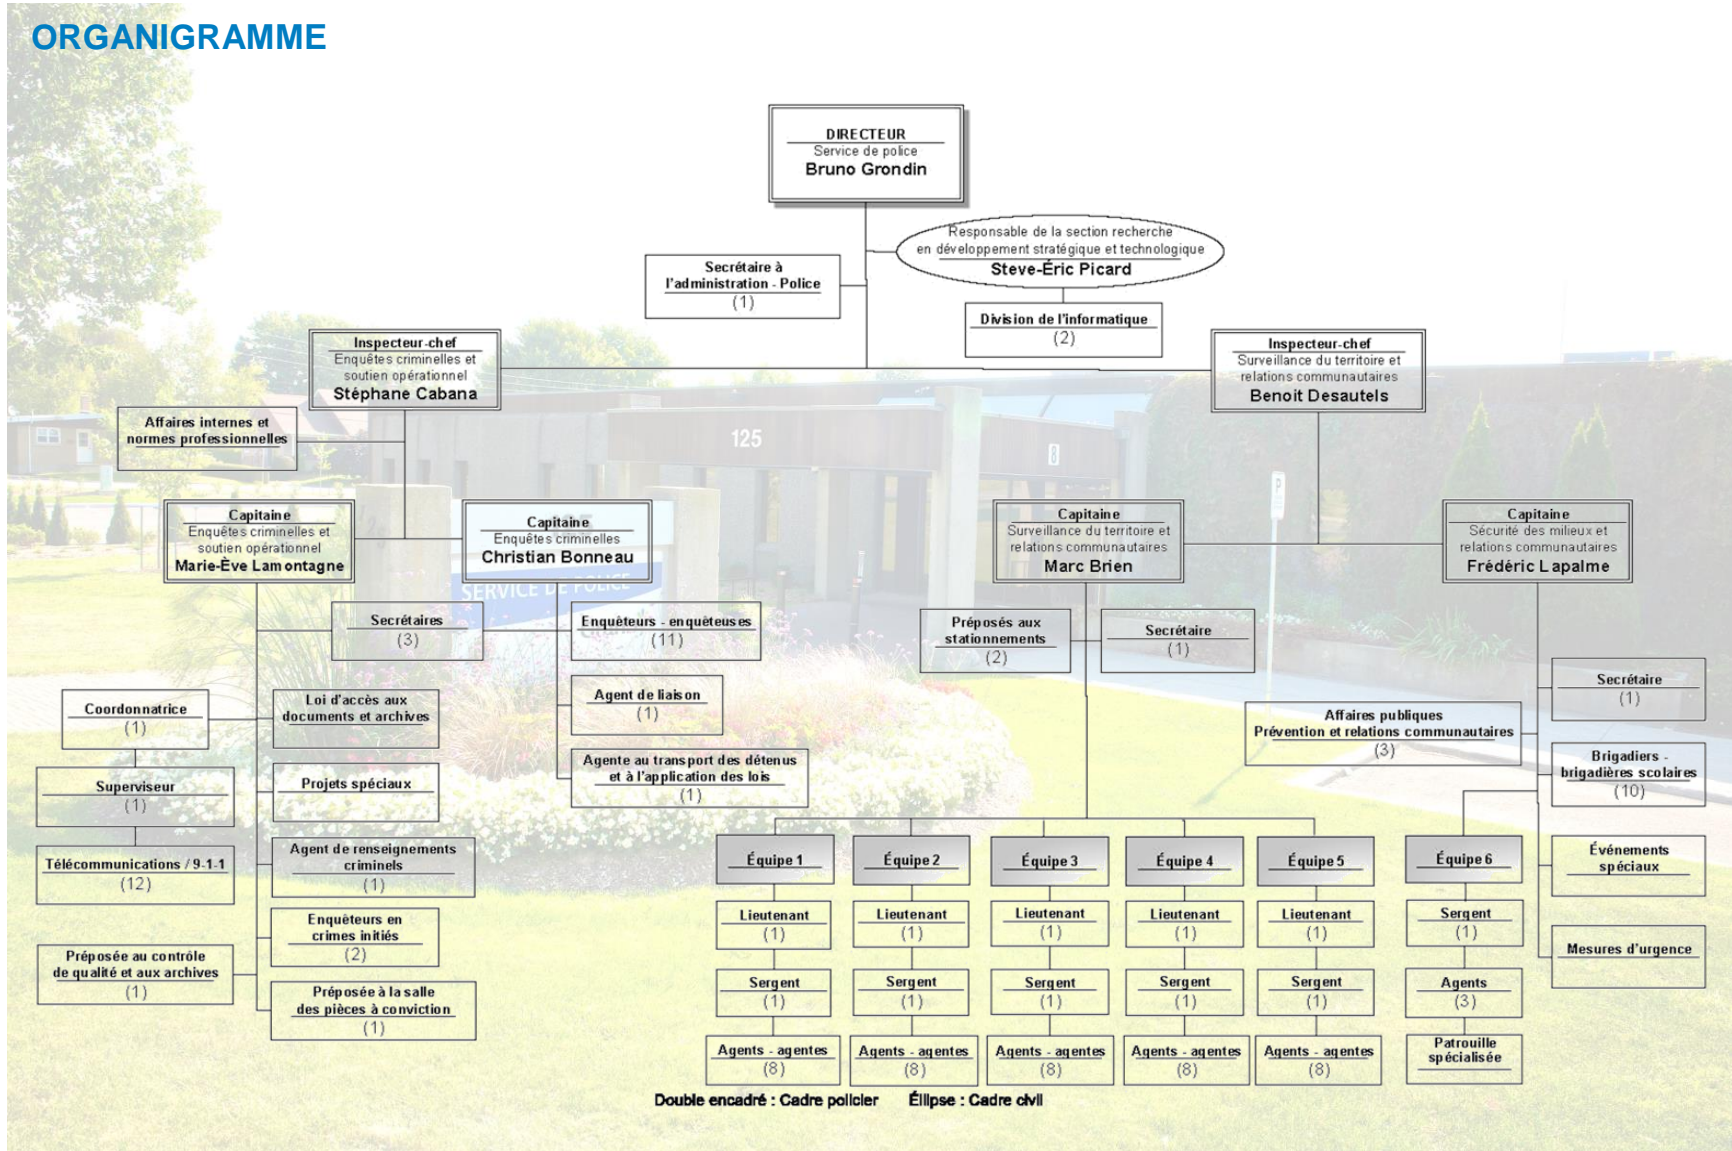 ORGANIGRAMME
DIRECTEUR
Service de police
Bruno Grondin
Responsable de la section recherche
en développement stratégique et technologique
Steve-Éric Picard
Secrétaire à
l'administration - Police
(1)
Division de l'informatique
(2)
Inspecteur-chef
Enquêtes criminelles et
soutien opérationnel
Stéphane Cabana
Inspecteur-chef
Surveillance du territoire et
relations communautaires
Benoit Desautels
Affaires internes et
normes professionnelles
125
8
P
Capitaine
Enquêtes criminelles et
soutien opérationnel
Marie-Ève Lamontagne
Capitaine
Enquêtes criminelles
Christian Bonneau
Capitaine
Surveillance du territoire et
relations communautaires
Marc Brien
Capitaine
Sécurité des milieux et
relations communautaires
Frédéric Lapalme
SERVICE DE POLICE
Secrétaires
(3)
Enquêteurs - enquêteuses
(11)
Préposés aux
stationnements
(2)
Secrétaire
(1)
Secrétaire
(1)
Coordonnatrice
(1)
Loi d'accès aux
documents et archives
Agent de liaison
(1)
Affaires publiques
Prévention et relations communautaires
(3)
Superviseur
(1)
Projets spéciaux
Agente au transport des détenus
et à l'application des lois
(1)
Brigadiers -
brigadières scolaires
(10)
Télécommunications / 9-1-1
(12)
Agent de renseignements
criminels
(1)
Équipe 1
Équipe 2
Équipe 3
Équipe 4
Équipe 5
Équipe 6
Événements
spéciaux
Enquêteurs en
crimes initiés
(2)
Lieutenant
(1)
Lieutenant
(1)
Lieutenant
(1)
Lieutenant
(1)
Lieutenant
(1)
Sergent
(1)
Mesures d'urgence
Préposée au contrôle
de qualité et aux archives
(1)
Préposée à la salle
des pièces à conviction
(1)
Sergent
(1)
Sergent
(1)
Sergent
(1)
Sergent
(1)
Sergent
(1)
Agents
(3)
Agents - agentes
(8)
Agents - agentes
(8)
Agents - agentes
(8)
Agents - agentes
(8)
Agents - agentes
(8)
Patrouille
spécialisée
Double encadré : Cadre policier Éllipse : Cadre civil